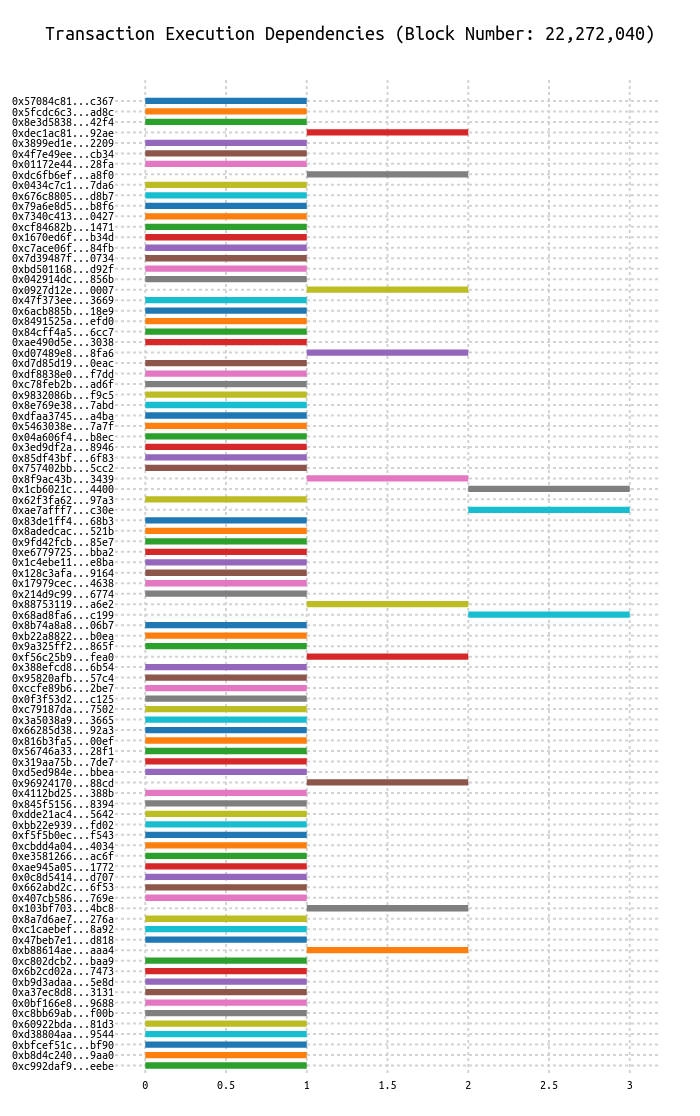 Transaction Execution Dependencies (Block Number: 22,272,040)
0x57084c81...c367
0x5fcdc6c3...ad8c
0x8e3d5838...42f4
0xdec1ac81...92ae
0x3899ed1e...2209
0x4f7e49ee...cb34
0x01172e44...28fa
0xdc6fb6ef...a8f0
0x0434c7c1...7da6
0x676c8805...d8b7
0x79a6e8d5...b8f6
0x7340c413...0427
0xcf84682b...1471
0x1670ed6f...b34d
0xc7ace06f...84fb
0x7d39487f...0734
0xbd501168...d92f
0x042914dc...856b
0x0927d12e...0007
0x47f373ee...3669
0x6acb885b...18e9
0x8491525a...efd0
0x84cff4a5...6cc7
0xae490d5e...3038
0xd07489e8...8fa6
0xd7d85d19...0eac
0xdf8838e0...f7dd
0xc78feb2b...ad6f
0x9832086b...f9c5
0x8e769e38...7abd
0xdfaa3745...a4ba
0x5463038e...7a7f
0x04a606f4...b8ec
0x3ed9df2a...8946
0x85df43bf...6f83
0x757402bb...5cc2
0x8f9ac43b...3439
0x1cb6021c...4400
0x62f3fa62...97a3
0xae7afff7...c30e
0x83de1ff4...68b3
0x8adedcac...521b
0x9fd42fcb...85e7
0xe6779725...bba2
0x1c4ebe11...e8ba
0x128c3afa...9164
0x17979cec...4638
0x214d9c99...6774
0x88753119...a6e2
0x68ad8fa6...c199
0x8b74a8a8...06b7
0xb22a8822...b0ea
0x9a325ff2...865f
0xf56c25b9...fea0
0x388efcd8...6b54
0x95820afb...57c4
0xccfe89b6...2be7
0x0f3f53d2...c125
0xc79187da...7502
0x3a5038a9...3665
0x66285d38...92a3
0x816b3fa5...00ef
0x56746a33...28f1
0x319aa75b...7de7
0xd5ed984e...bbea
0x96924170...88cd
0x4112bd25...388b
0x845f5156...8394
0xdde21ac4...5642
0xbb22e939...fd02
0xf5f5b0ec...f543
0xcbdd4a04...4034
0xe3581266...ac6f
0xae945a05...1772
0x0c8d5414...d707
0x662abd2c...6f53
0x407cb586...769e
0x103bf703...4bc8
0x8a7d6ae7...276a
0xc1caebef...8a92
0x47beb7e1...d818
0xb88614ae...aaa4
0xc802dcb2...baa9
0x6b2cd02a...7473
0xb9d3adaa...5e8d
0xa37ec8d8...3131
0x0bf166e8...9688
0xc8bb69ab...f00b
0x60922bda...81d3
0xd38804aa...9544
0xbfcef51c...bf90
0xb8d4c240...9aa0
0xc992daf9...eebe
0 0.5 1 1.5 2 2.5 3